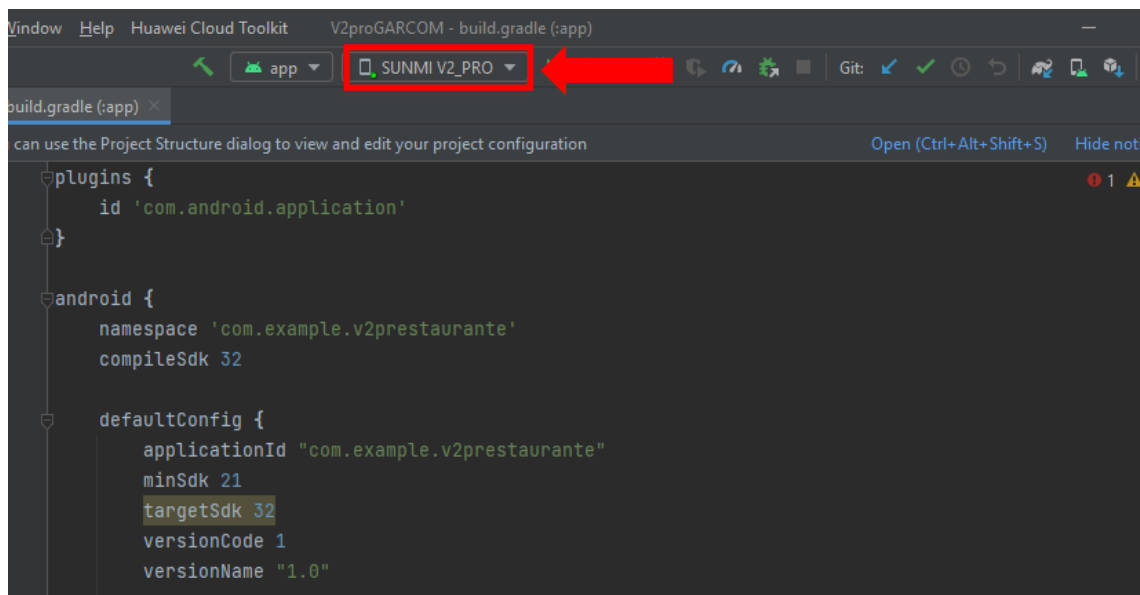 Window Help Huawei Cloud Toolkit V2proGARCOM - build.gradle (:app)
app SUNMI V2_PRO Git:
build.gradle (:app)
can use the Project Structure dialog to view and edit your project configuration Open (Ctrl+Alt+Shift+S) Hide not
plugins {
id 'com.android.application'
}
android {
namespace 'com.example.v2prestaurante'
compileSdk 32
defaultConfig {
applicationId "com.example.v2prestaurante"
minSdk 21
targetSdk 32
versionCode 1
versionName "1.0"
1